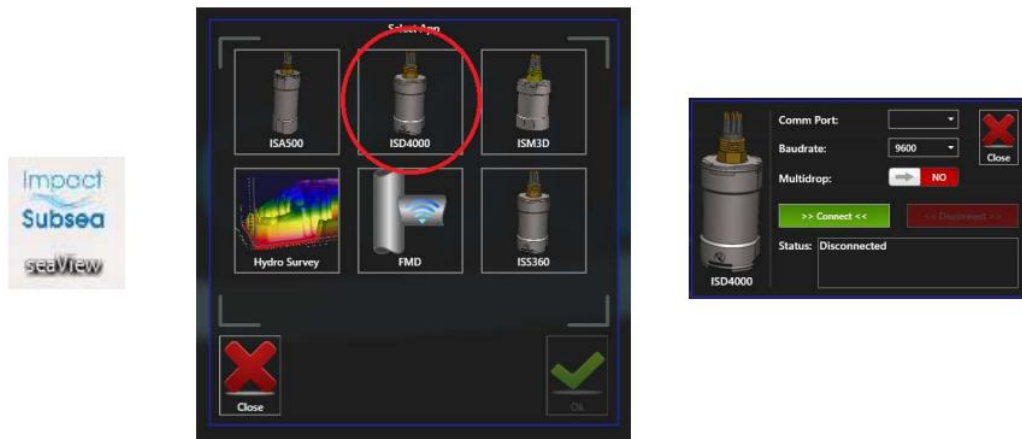 Impact
Subsea
seaView
Select App
ISA500
ISD4000
ISM3D
Hydro Survey
FMD
ISS360
Close
Ok
Comm Port:
Baudrate: 9600
Multidrop: NO
Close
>> Connect <<
<< Disconnect >>
Status: Disconnected
ISD4000